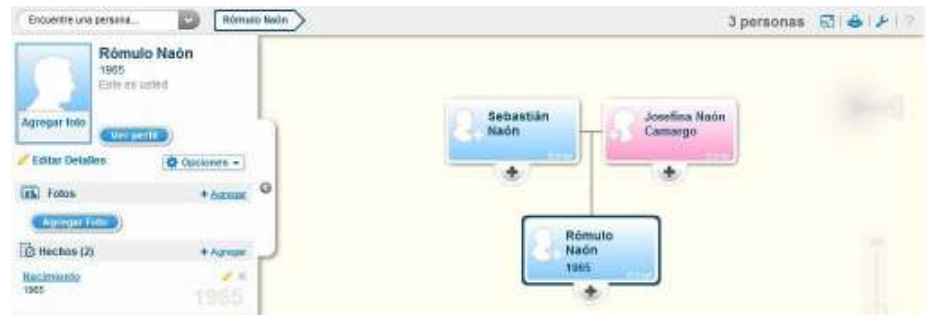 Encuentre una persona...
Rómulo Naón
3 personas
?
Rómulo Naón
1965
Este es usted
Agregar foto
Ver perfil
Editar Detalles
Opciones
Fotos
+ Agregar
Agregar Foto
Hechos (2)
+ Agregar
Nacimiento
1965
1965
Sebastián
Naón
Josefina Naón
Camargo
Rómulo
Naón
1965